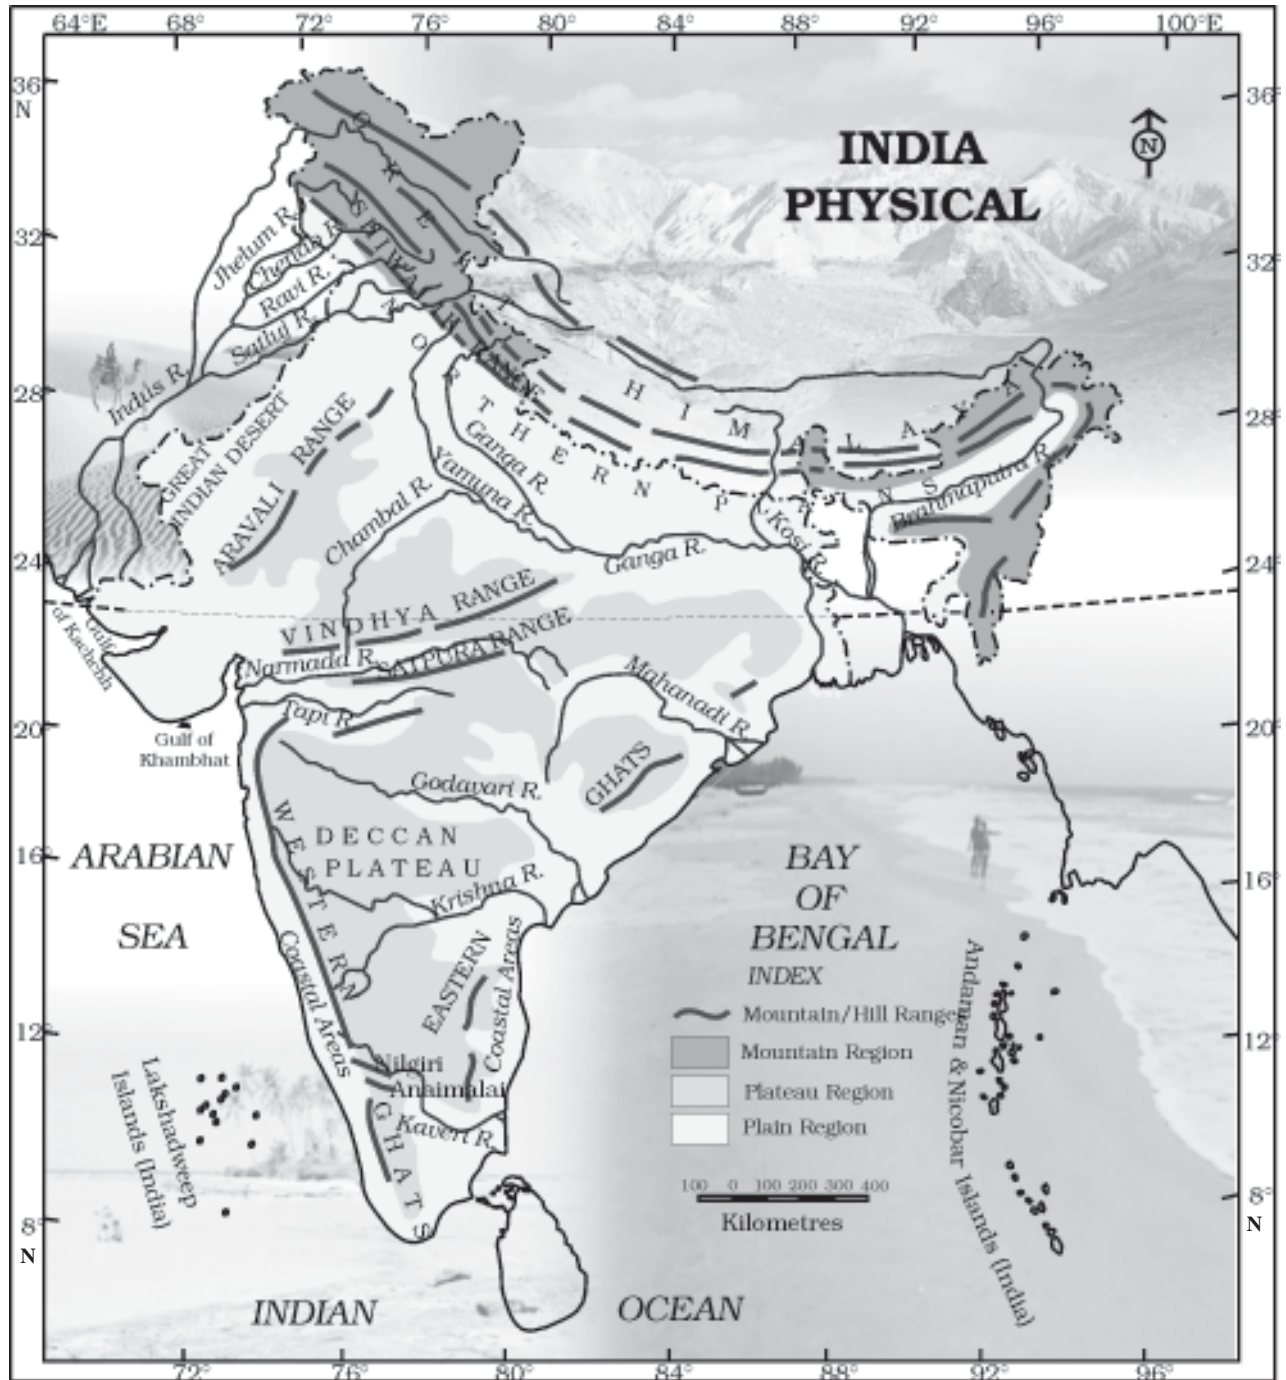 64°E 68° 72° 76° 80° 84° 88° 92° 96° 100°E
36°
N
36°
INDIA
PHYSICAL
N
32°
32°
28°
28°
24°
24°
20°
20°
16°
16°
12°
12°
8°
N
8°
N
Jhelum R.
Chenab R.
Ravi R.
Satluj R.
Indus R.
SHIWALIK RANGE
HIMALAYA
NORTHERN PLAINS
GREAT
INDIAN DESERT
ARAVALI RANGE
Ganga R.
Yamuna R.
Chambal R.
Ganga R.
Kosi R.
Brahmaputra R.
VINDHYA RANGE
Narmada R.
SATPURA RANGE
Tapi R.
Mahanadi R.
Gulf
of Kachchh
Gulf of
Khambhat
Godavari R.
GHATS
DECCAN
PLATEAU
Krishna R.
WESTERN
GHATS
Coastal Areas
EASTERN
Coastal Areas
Nilgiri
Anaimalai
Kaveri R.
ARABIAN
SEA
BAY
OF
BENGAL
Lakshadweep
Islands (India)
Andaman & Nicobar Islands (India)
INDEX
Mountain/Hill Range
Mountain Region
Plateau Region
Plain Region
100 0 100 200 300 400
Kilometres
INDIAN OCEAN
72° 76° 80° 84° 88° 92° 96°